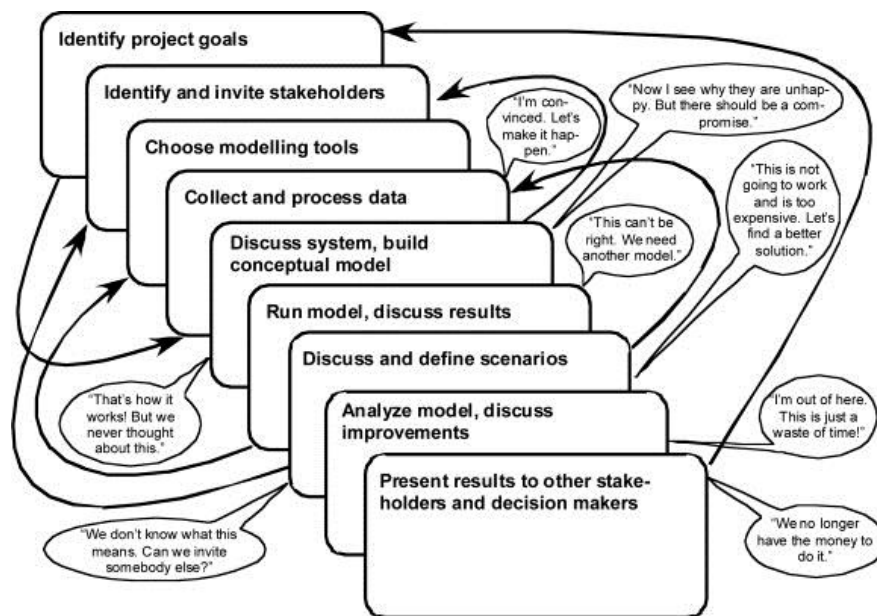 Identify project goals
Identify and invite stakeholders
Choose modelling tools
Collect and process data
Discuss system, build
conceptual model
Run model, discuss results
Discuss and define scenarios
Analyze model, discuss
improvements
Present results to other stake-
holders and decision makers
“I’m con-
vinced. Let’s
make it hap-
pen.”
“Now I see why they are unhap-
py. But there should be a com-
promise.”
“This is not
going to work
and is too
expensive. Let’s
find a better
solution.”
“This can’t be
right. We need
another model.”
“That’s how it
works! But we
never thought
about this.”
“I’m out of here.
This is just a
waste of time!”
“We don’t know what this
means. Can we invite
somebody else?”
“We no longer
have the money to
do it.”